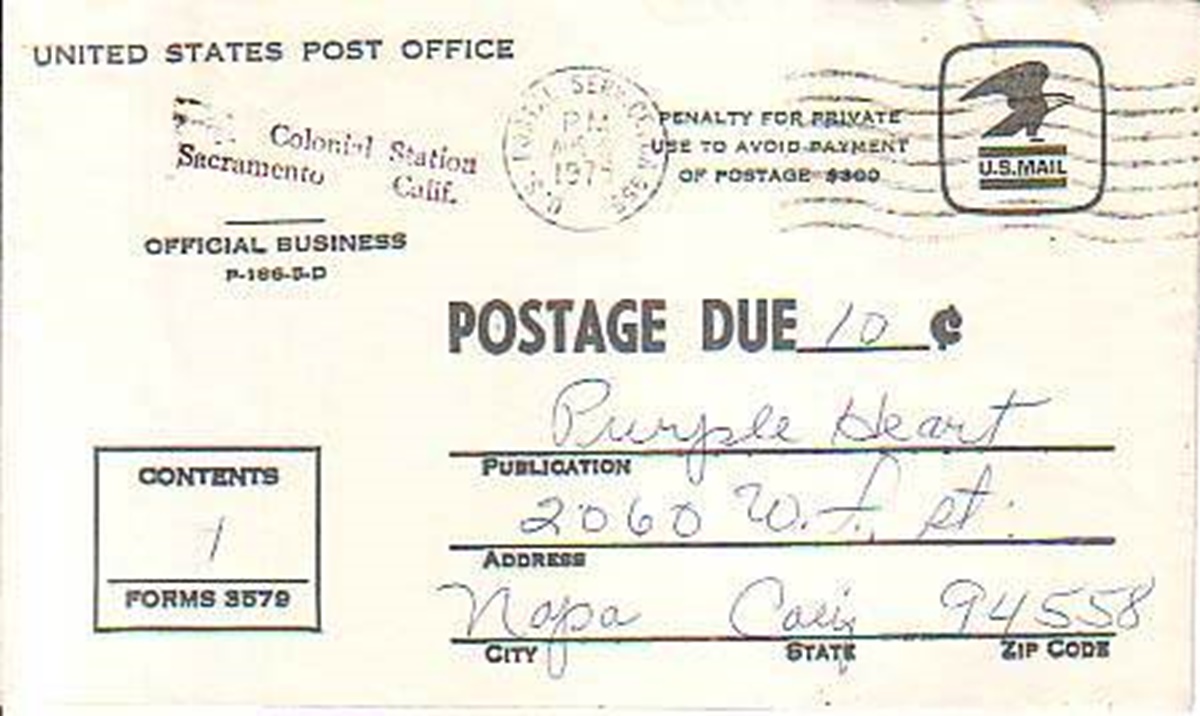 UNITED STATES POST OFFICE
Colonial Station
Sacramento Calif.
OFFICIAL BUSINESS
P-186-5-D
PM
PENALTY FOR PRIVATE
USE TO AVOID PAYMENT
OF POSTAGE $300
U.S.MAIL
POSTAGE DUE 10 ¢
Purple Heart
PUBLICATION
2060 W. st.
ADDRESS
Napa Calif 94558
CITY STATE ZIP CODE
CONTENTS
1
FORMS 3579